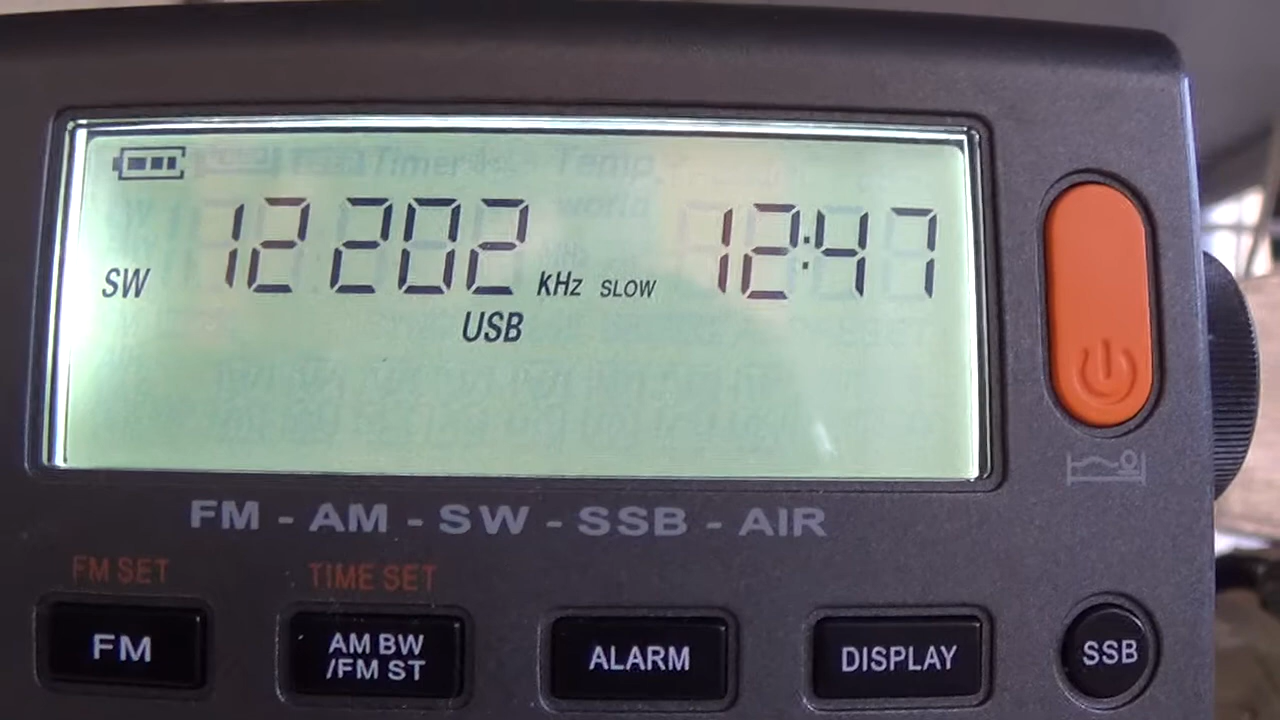 12202 12:47
SW kHz SLOW
USB
FM - AM - SW - SSB - AIR
FM SET TIME SET
FM AM BW ALARM DISPLAY SSB
/FM ST